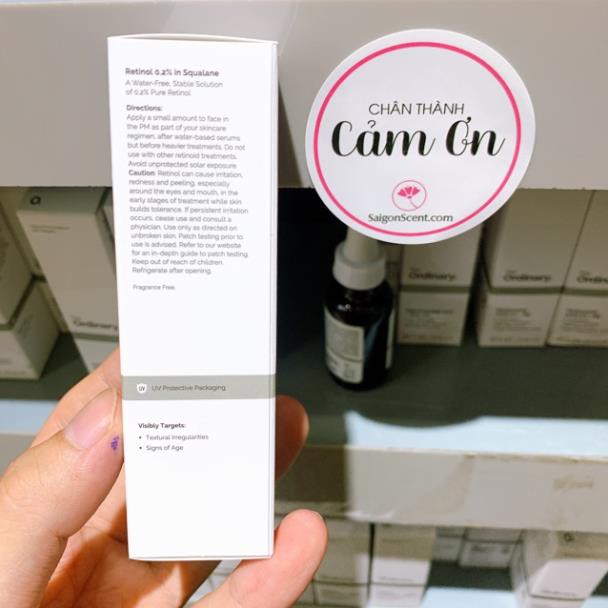 Retinol 0.2% in Squalane
A Water-Free, Stable Solution
of 0.2% Pure Retinol
Directions:
Apply a small amount to face in
the PM as part of your skincare
regimen, after water-based serums
but before heavier treatments. Do not
use with other retinoid treatments.
Avoid unprotected solar exposure
Caution: Retinol can cause irritation,
redness and peeling, especially
around the eyes and mouth, in the
early stages of treatment while skin
builds tolerance. If persistent irritation
occurs, cease use and consult a
physician. Use only as directed on
unbroken skin. Patch testing prior to
use is advised. Refer to our website
for an in-depth guide to patch testing.
Keep out of reach of children.
Refrigerate after opening.
Fragrance Free.
UV
UV Protective Packaging
Visibly Targets:
• Textural Irregularities
• Signs of Age
CHÂN THÀNH
Cảm Ơn
SaigonScent.com
Ordinary.
Ordinary.
Ordinary.